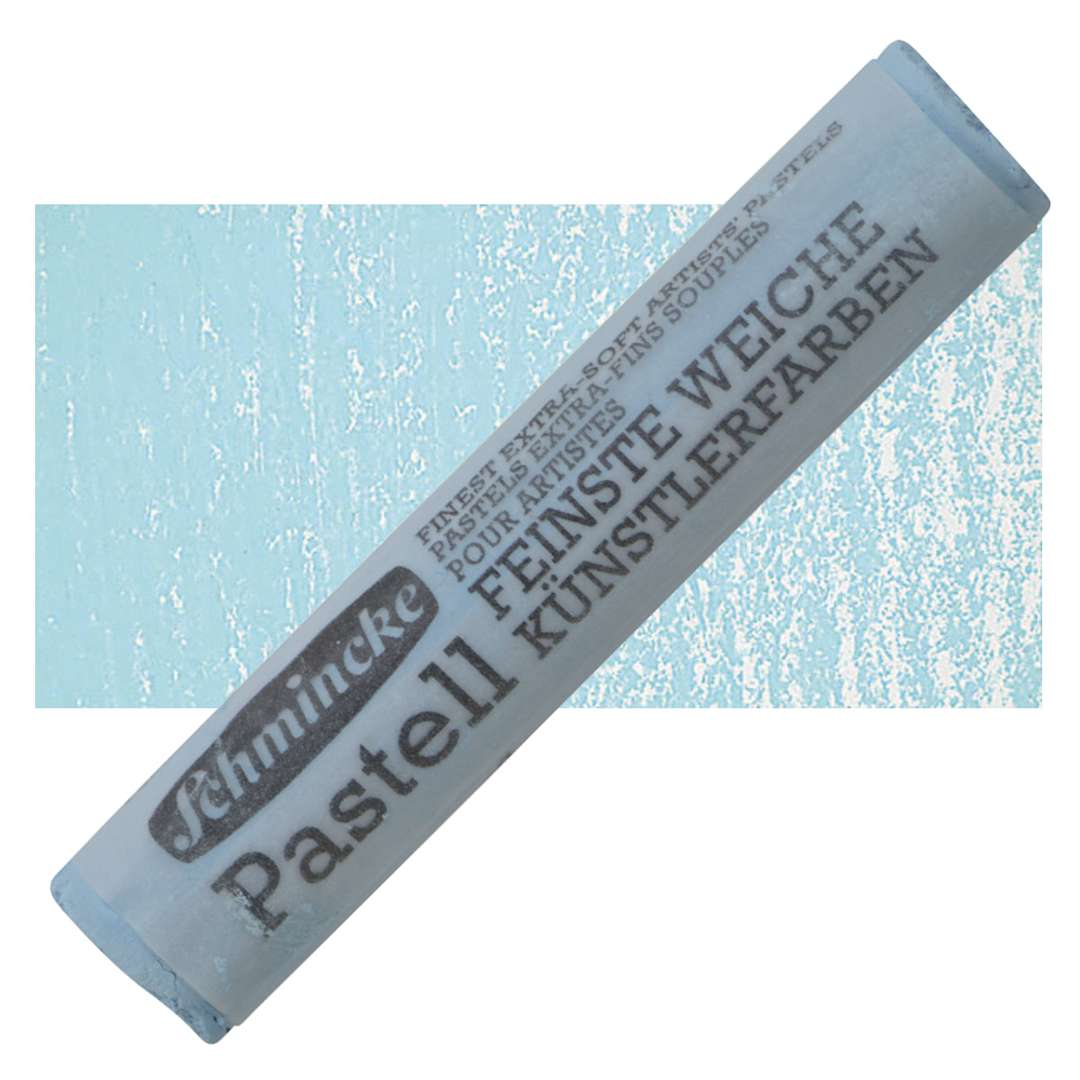 Schmincke
Pastell
FINEST EXTRA-SOFT ARTISTS' PASTELS
PASTELS EXTRA-FINS SOUPLES
POUR ARTISTES
FEINSTE WEICHE
KÜNSTLERFARBEN